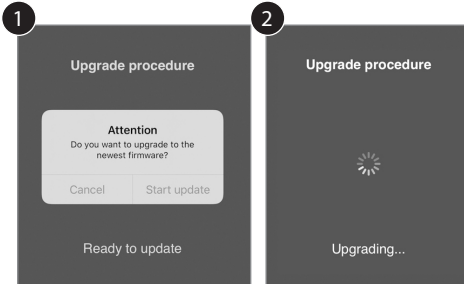 1
Upgrade procedure
Attention
Do you want to upgrade to the
newest firmware?
Cancel
Start update
Ready to update
2
Upgrade procedure
Upgrading...